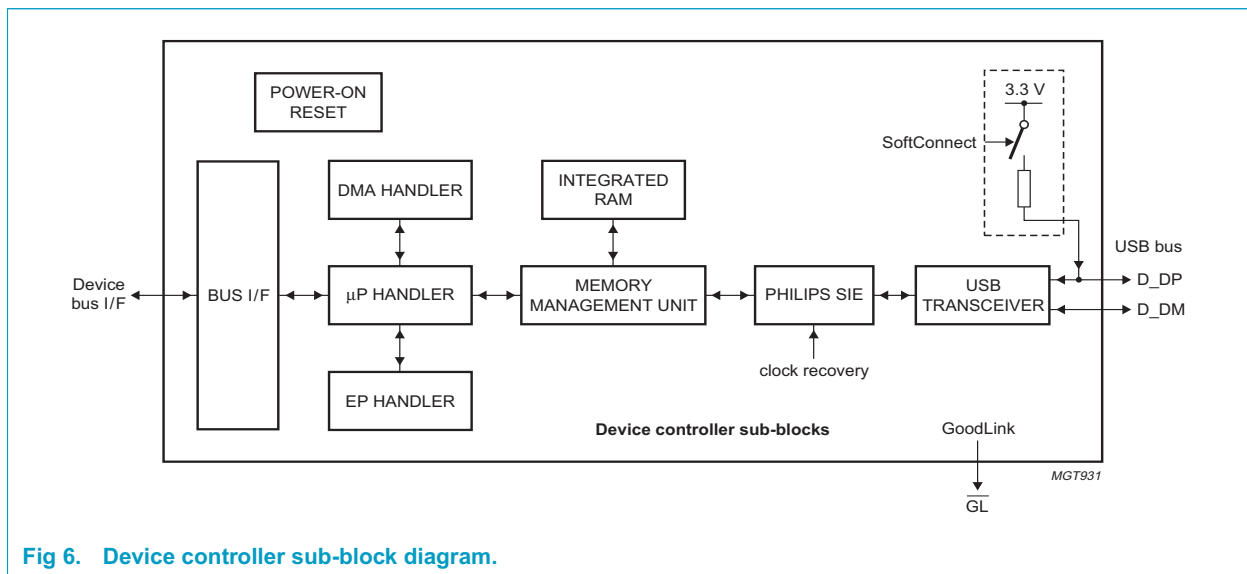 POWER-ON
RESET
3.3 V
SoftConnect
DMA HANDLER
INTEGRATED
RAM
USB bus
Device
bus I/F
BUS I/F
μP HANDLER
MEMORY
MANAGEMENT UNIT
PHILIPS SIE
USB
TRANSCEIVER
D_DP
D_DM
clock recovery
EP HANDLER
Device controller sub-blocks
GoodLink
MGT931
GL
Fig 6. Device controller sub-block diagram.